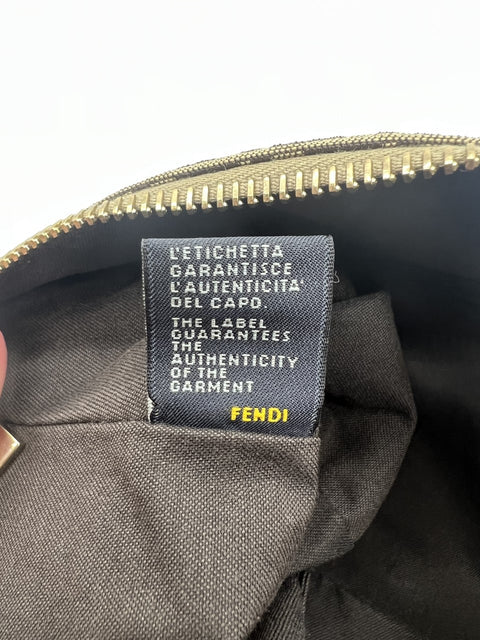 L'ETICHETTA
GARANTISCE
L'AUTENTICITA'
DEL CAPO.
THE LABEL
GUARANTEES
THE
AUTHENTICITY
OF THE
GARMENT
FENDI